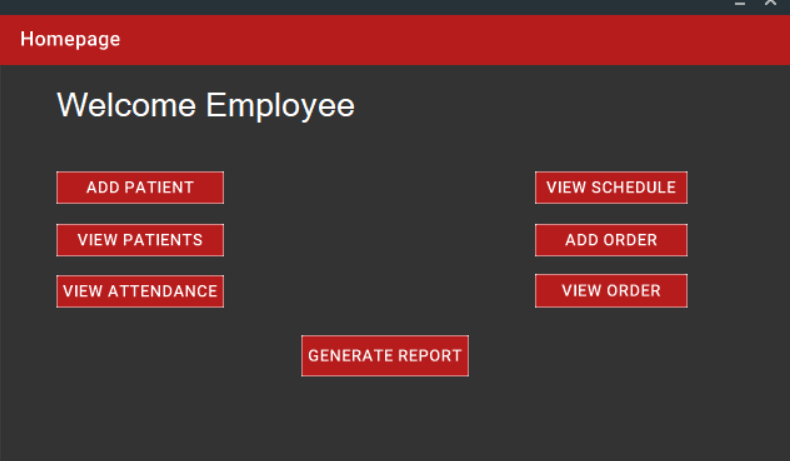 Homepage
Welcome Employee
ADD PATIENT
VIEW SCHEDULE
VIEW PATIENTS
ADD ORDER
VIEW ATTENDANCE
VIEW ORDER
GENERATE REPORT